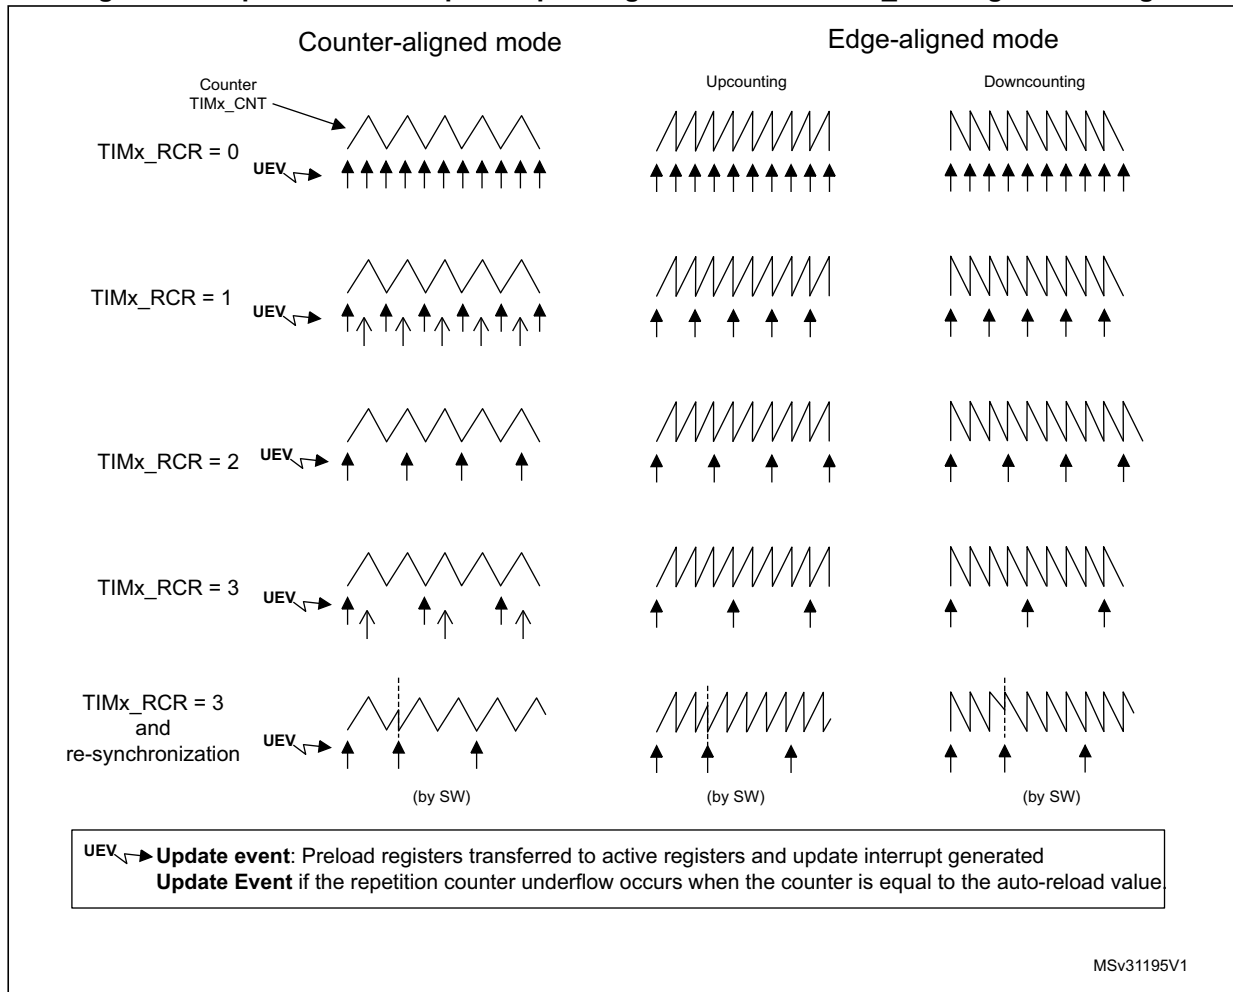 Counter-aligned mode
Edge-aligned mode
Counter
TIMx_CNT
Upcounting
Downcounting
TIMx_RCR = 0
UEV
TIMx_RCR = 1
UEV
TIMx_RCR = 2
UEV
TIMx_RCR = 3
UEV
TIMx_RCR = 3
and
re-synchronization
UEV
(by SW)
(by SW)
(by SW)
UEV Update event: Preload registers transferred to active registers and update interrupt generated
Update Event if the repetition counter underflow occurs when the counter is equal to the auto-reload value.
MSv31195V1